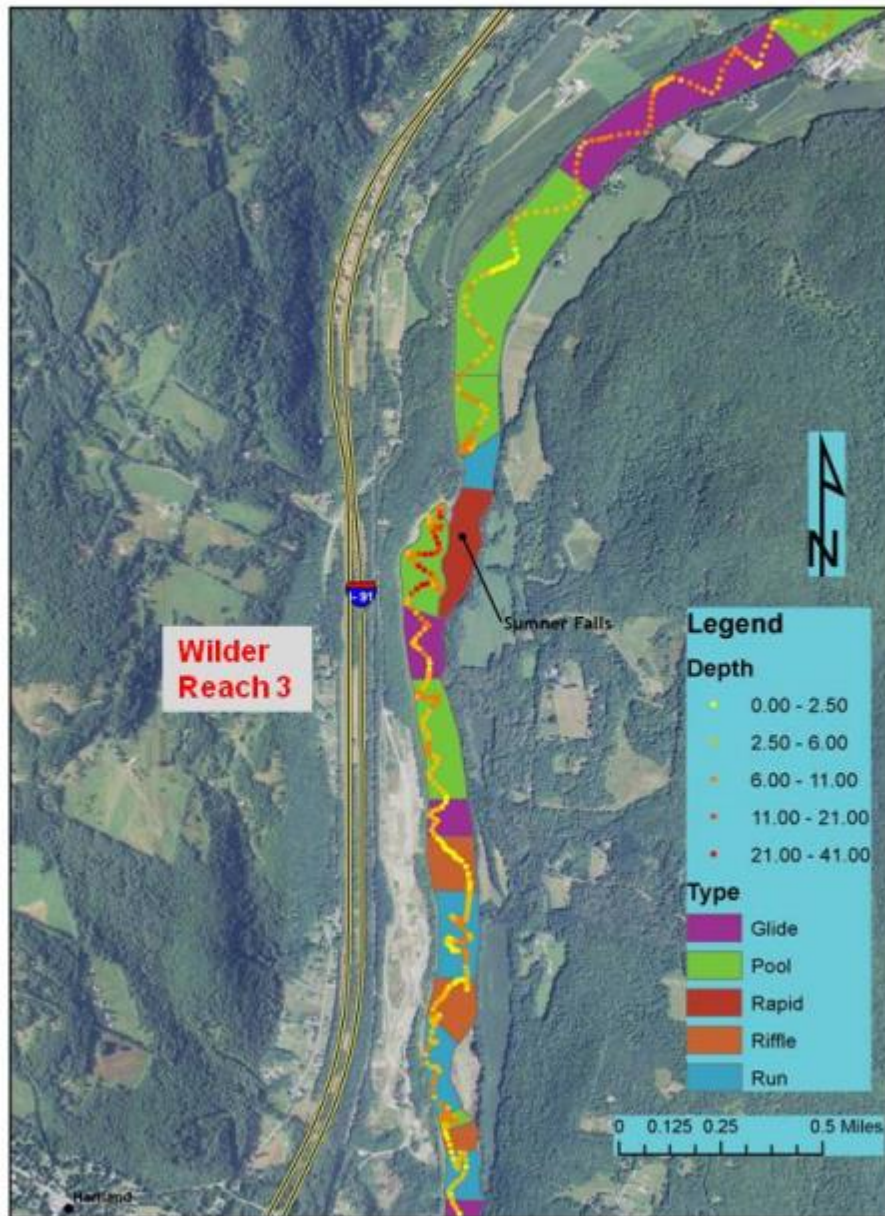 I-91
Sumner Falls
Wilder
Reach 3
N
Legend
Depth
0.00 - 2.50
2.50 - 6.00
6.00 - 11.00
11.00 - 21.00
21.00 - 41.00
Type
Glide
Pool
Rapid
Riffle
Run
0 0.125 0.25 0.5 Miles
Hartland